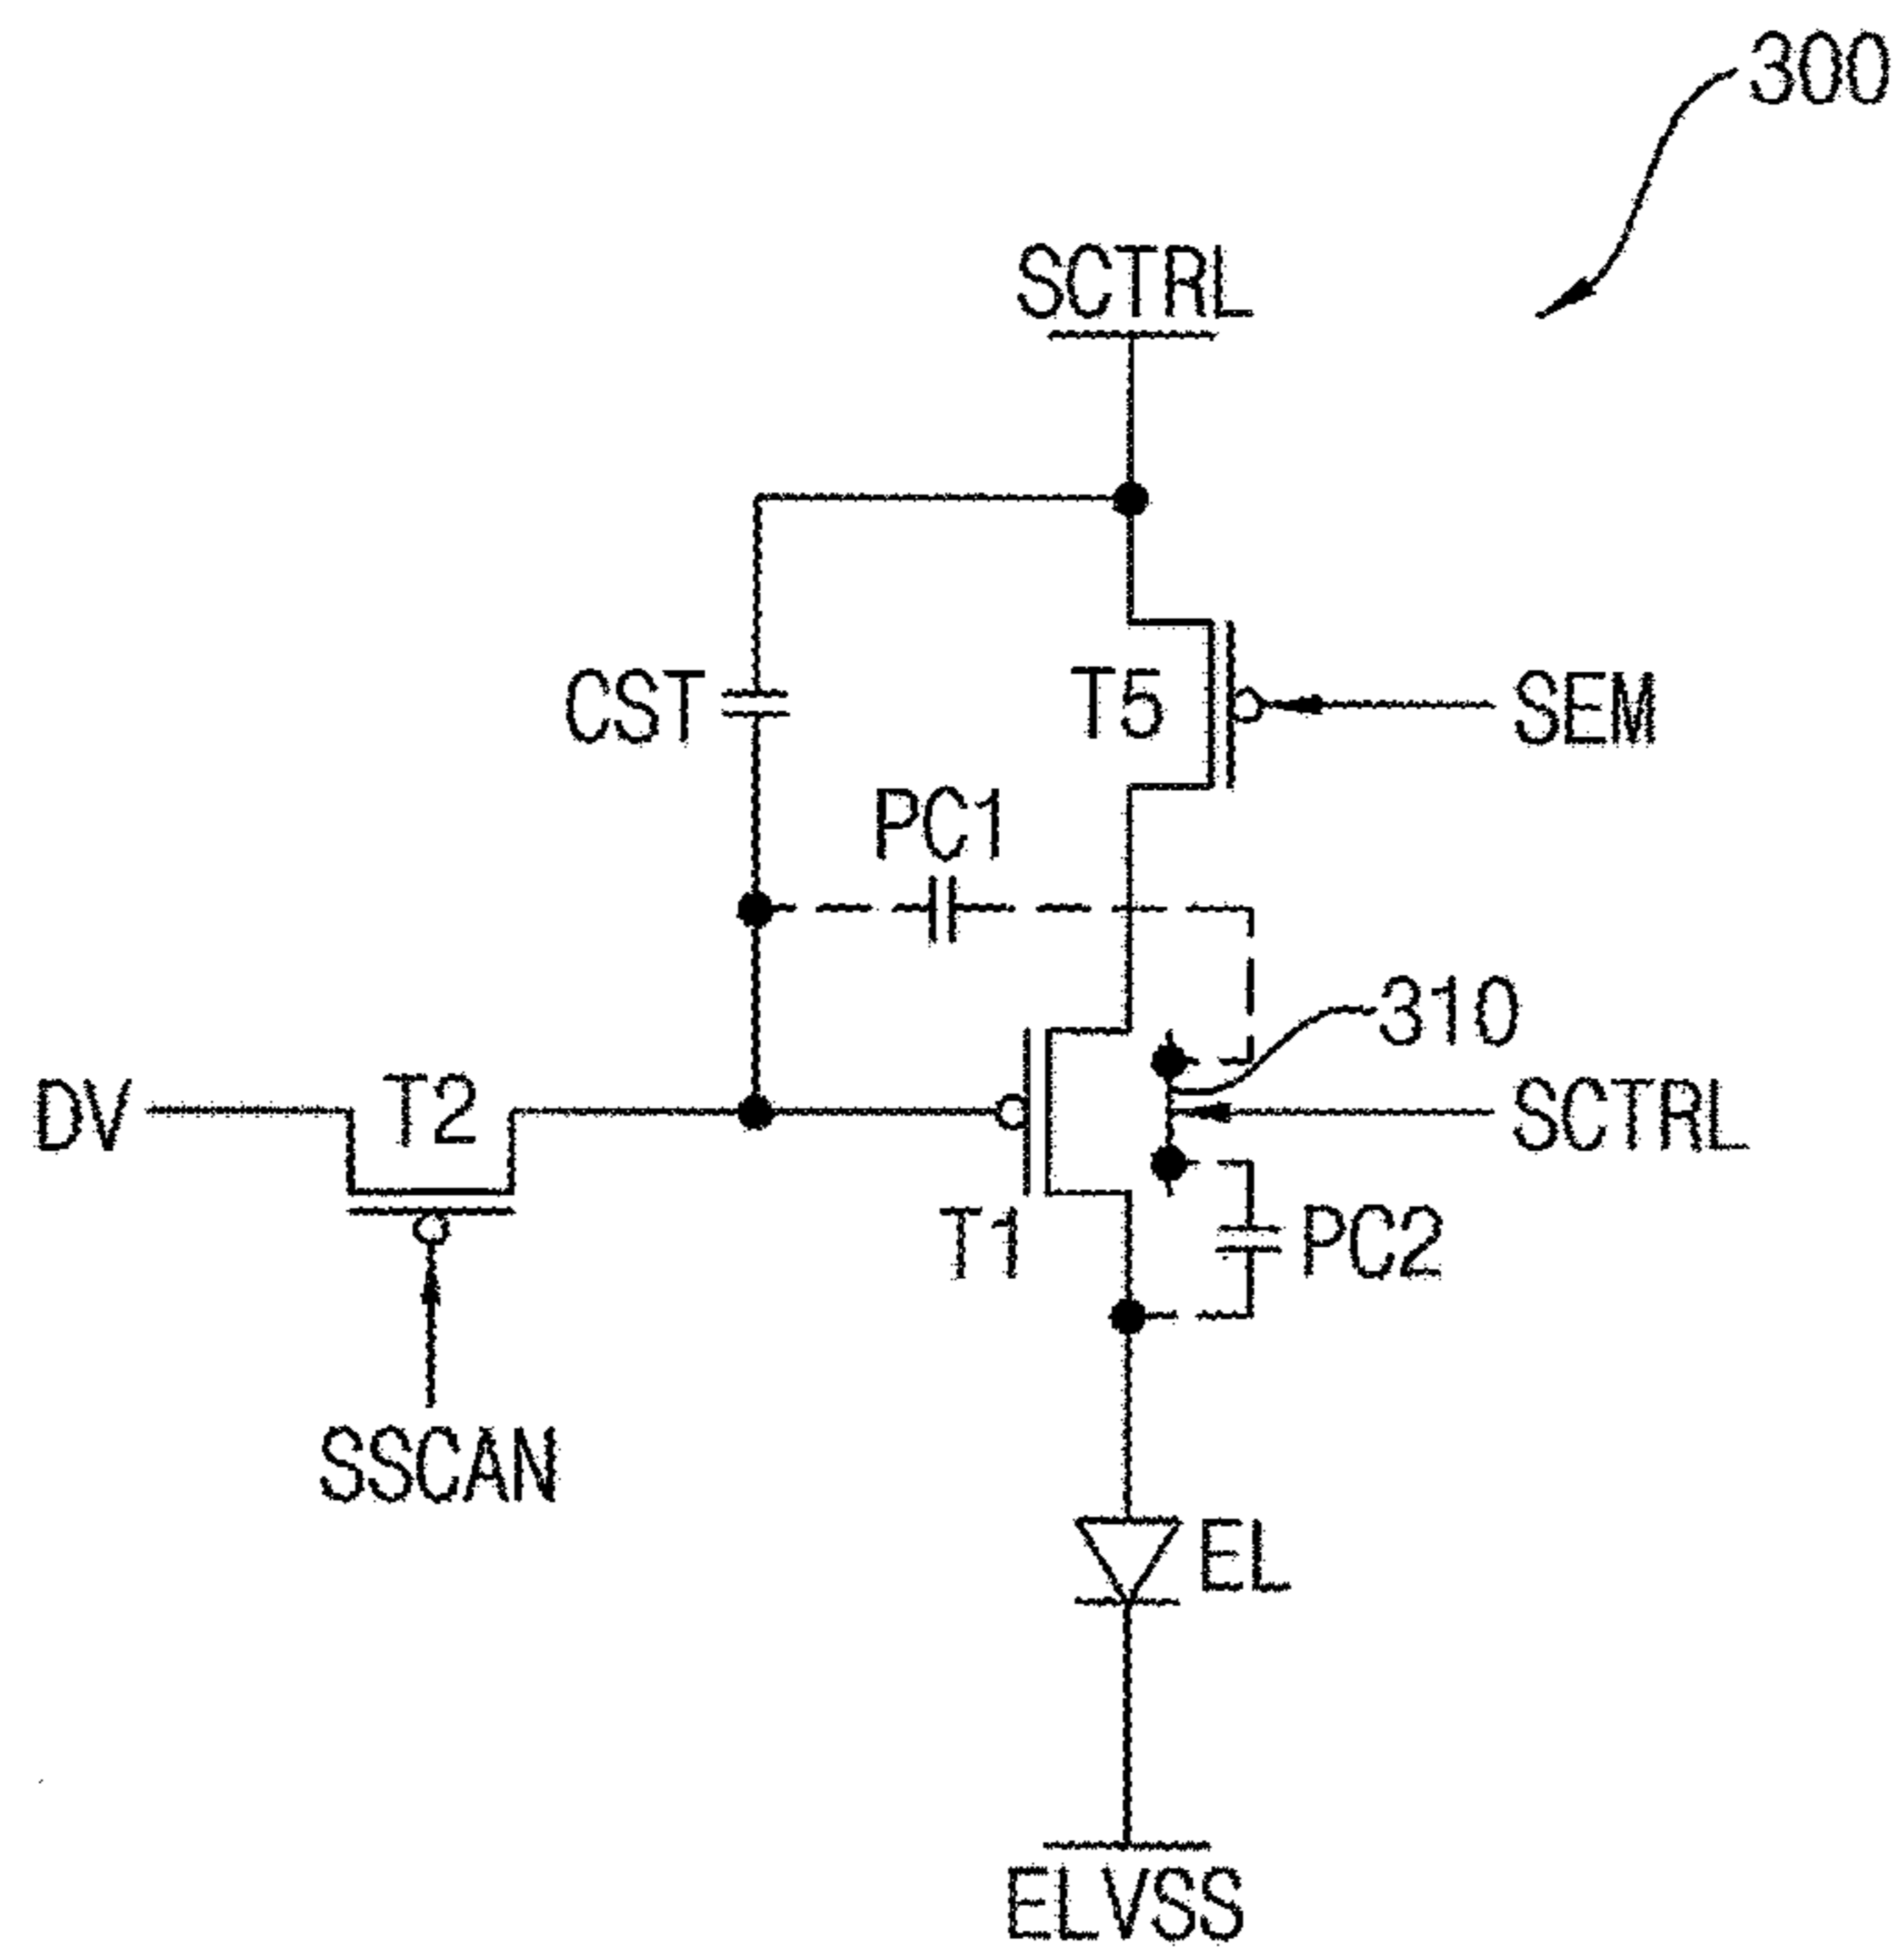 300
SCTRL
CST
T5
SEM
PC1
310
DV
T2
SCTRL
T1
PC2
SSCAN
EL
ELVSS